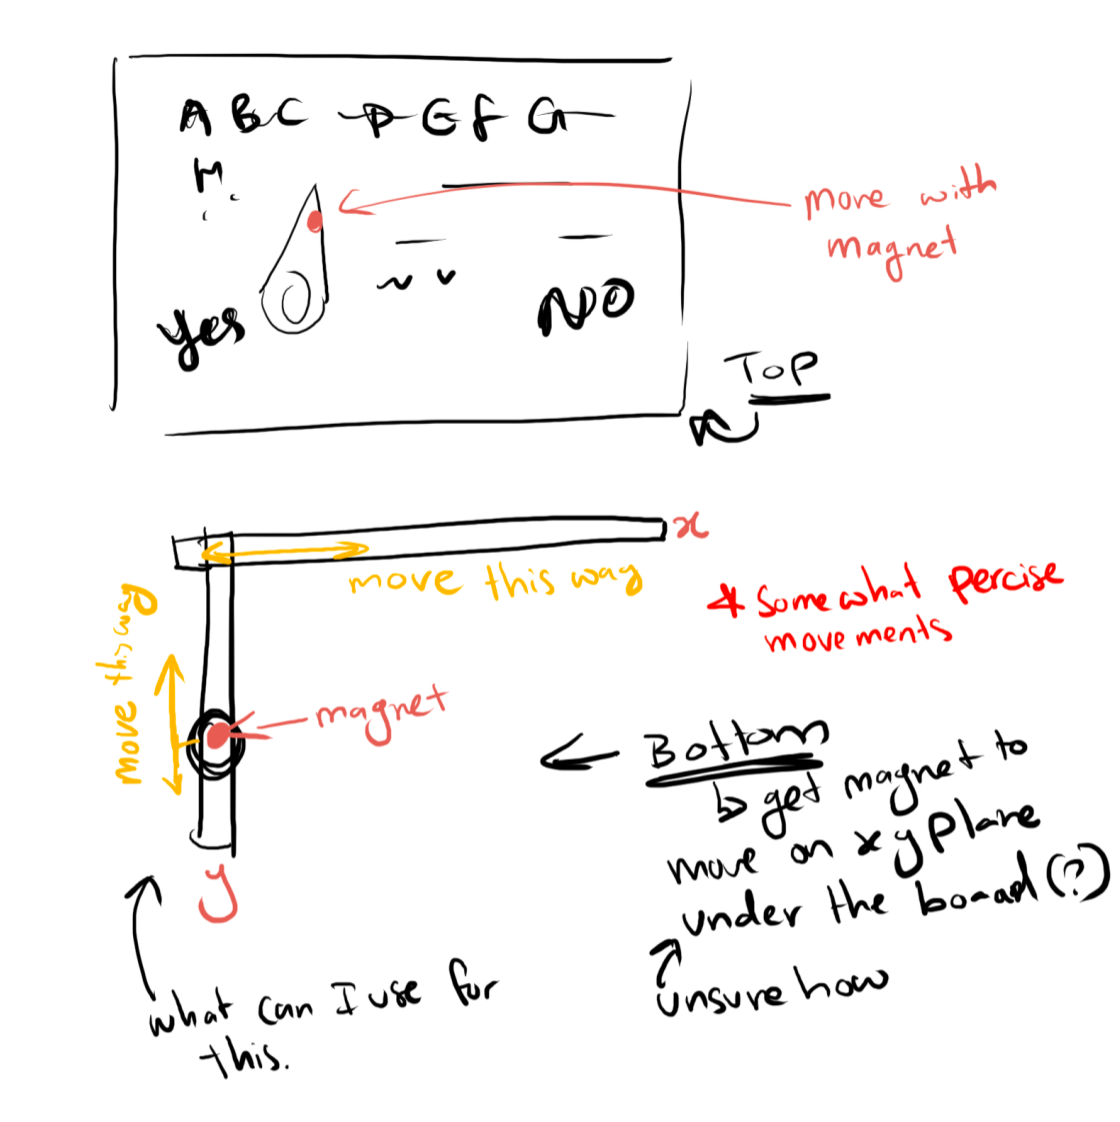 A B C D E F G
H.
move with
magnet
Yes
NO
TOP
x
move this way
* Somewhat percise
movements
move this way
magnet
Bottom
get magnet to
move on xy plane
under the boaad (?)
y
unsure how
what can I use for
this.